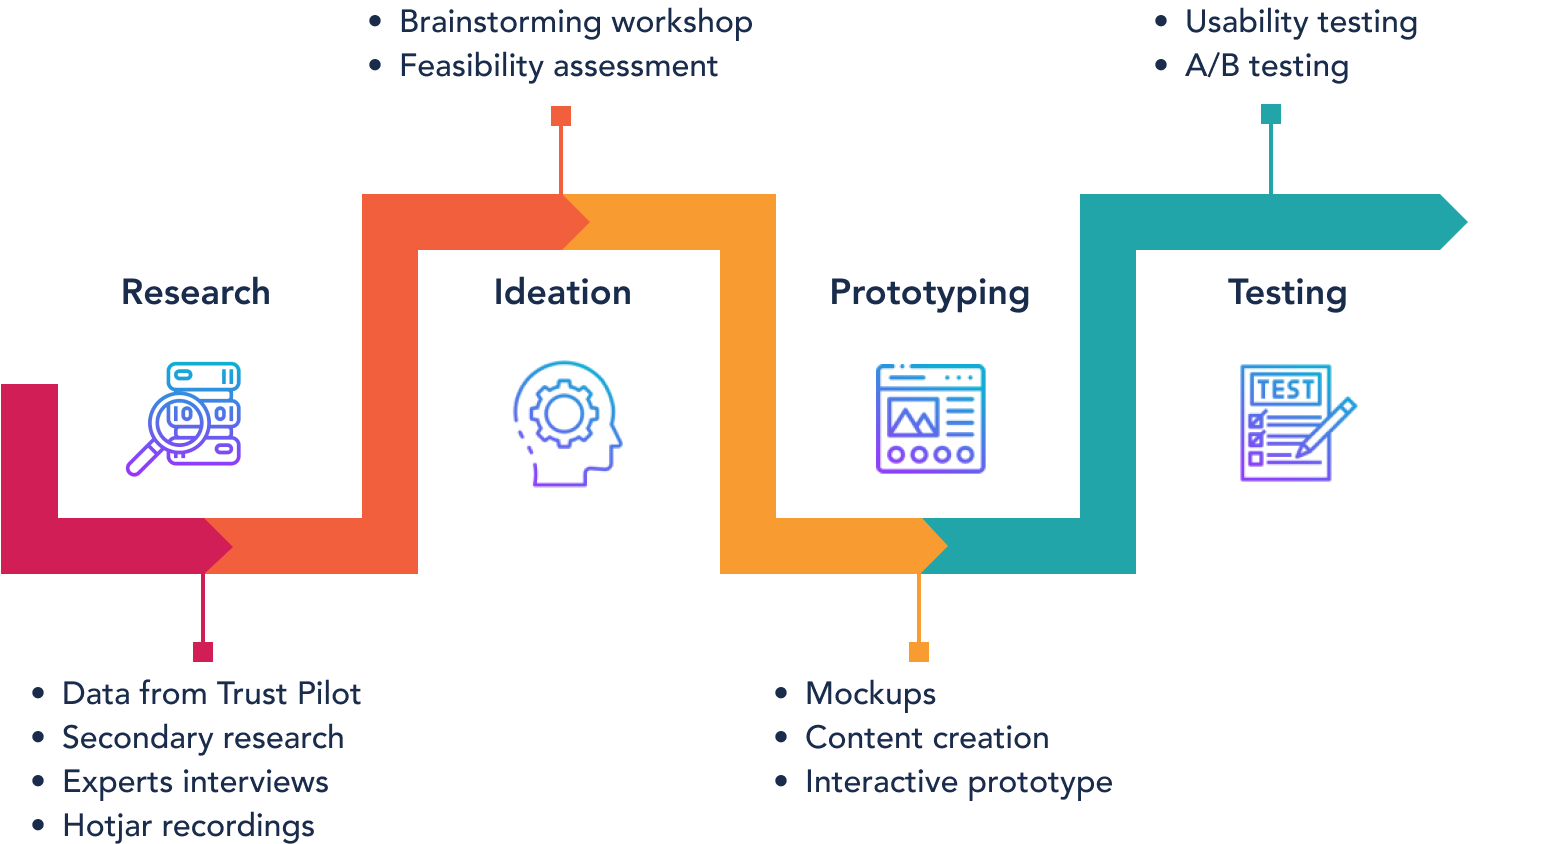 • Brainstorming workshop
• Feasibility assessment
• Usability testing
• A/B testing
Research
Ideation
Prototyping
Testing
TEST
• Data from Trust Pilot
• Secondary research
• Experts interviews
• Hotjar recordings
• Mockups
• Content creation
• Interactive prototype